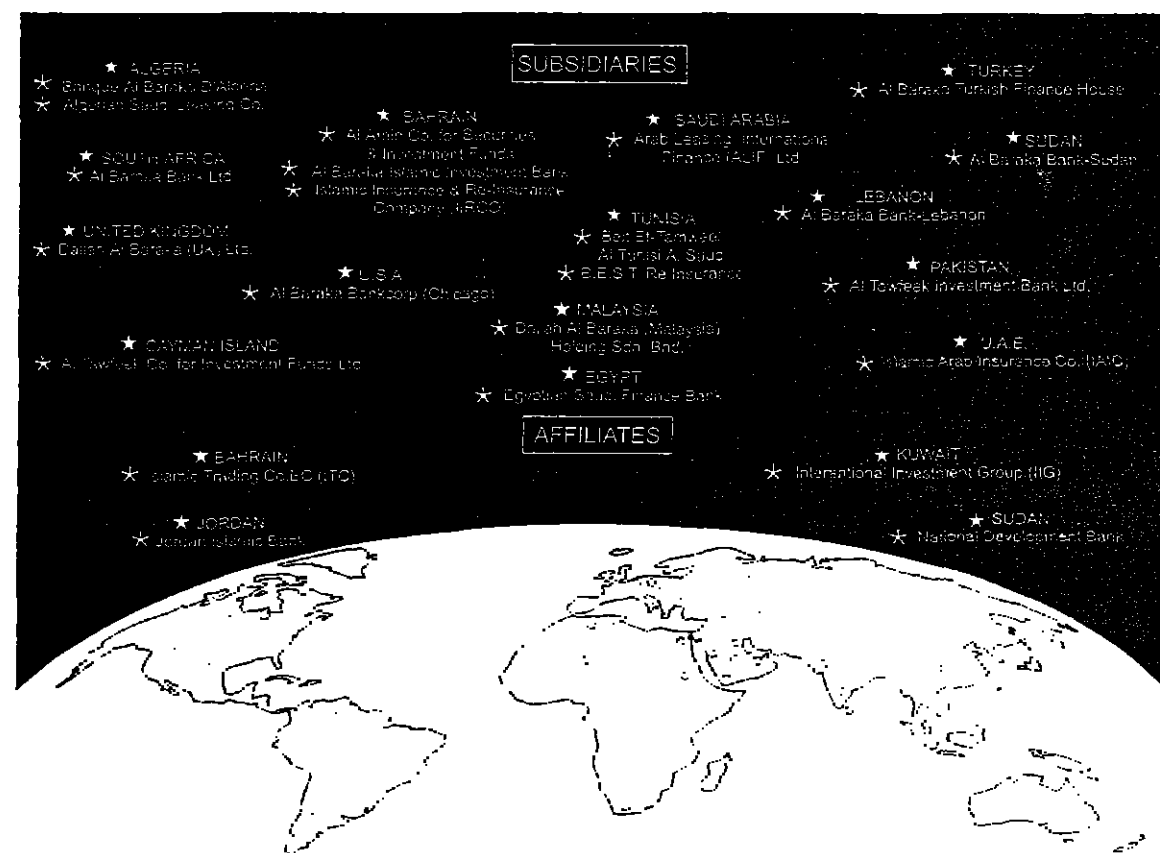 SUBSIDIARIES
ALGERIA
Banque Al Baraka D'Algerie
Algerian Saudi Leasing Co.
SOUTH AFRICA
Al Baraka Bank Ltd
UNITED KINGDOM
Dallah Al Baraka (UK) Ltd.
BAHRAIN
Al Amin Co. for Securities
& Investment Funds
Al Baraka Islamic Investment Bank
Islamic Insurance & Re-Insurance
Company (IIRCO)
U.S.A
Al Baraka Bankcorp (Chicago)
CAYMAN ISLAND
Al Tawfeek Co. for Investment Funds Ltd
SAUDI ARABIA
Arab Leasing International
Finance (ALIF) Ltd
TUNISIA
Beit Et-Tamweel
Al Tunisi Al Saudi
B.E.S.T. Re Insurance
MALAYSIA
Dallah Al Baraka (Malaysia)
Holding Sdn. Bhd.
EGYPT
Egyptian Saudi Finance Bank
TURKEY
Al Baraka Turkish Finance House
SUDAN
Al Baraka Bank-Sudan
LEBANON
Al Baraka Bank-Lebanon
PAKISTAN
Al Towfeek Investment Bank Ltd.
U.A.E.
Islamic Arab Insurance Co. (IAIC)
AFFILIATES
BAHRAIN
Islamic Trading Co.EC (ITC)
JORDAN
Jordan Islamic Bank
KUWAIT
International Investment Group (IIG)
SUDAN
National Development Bank